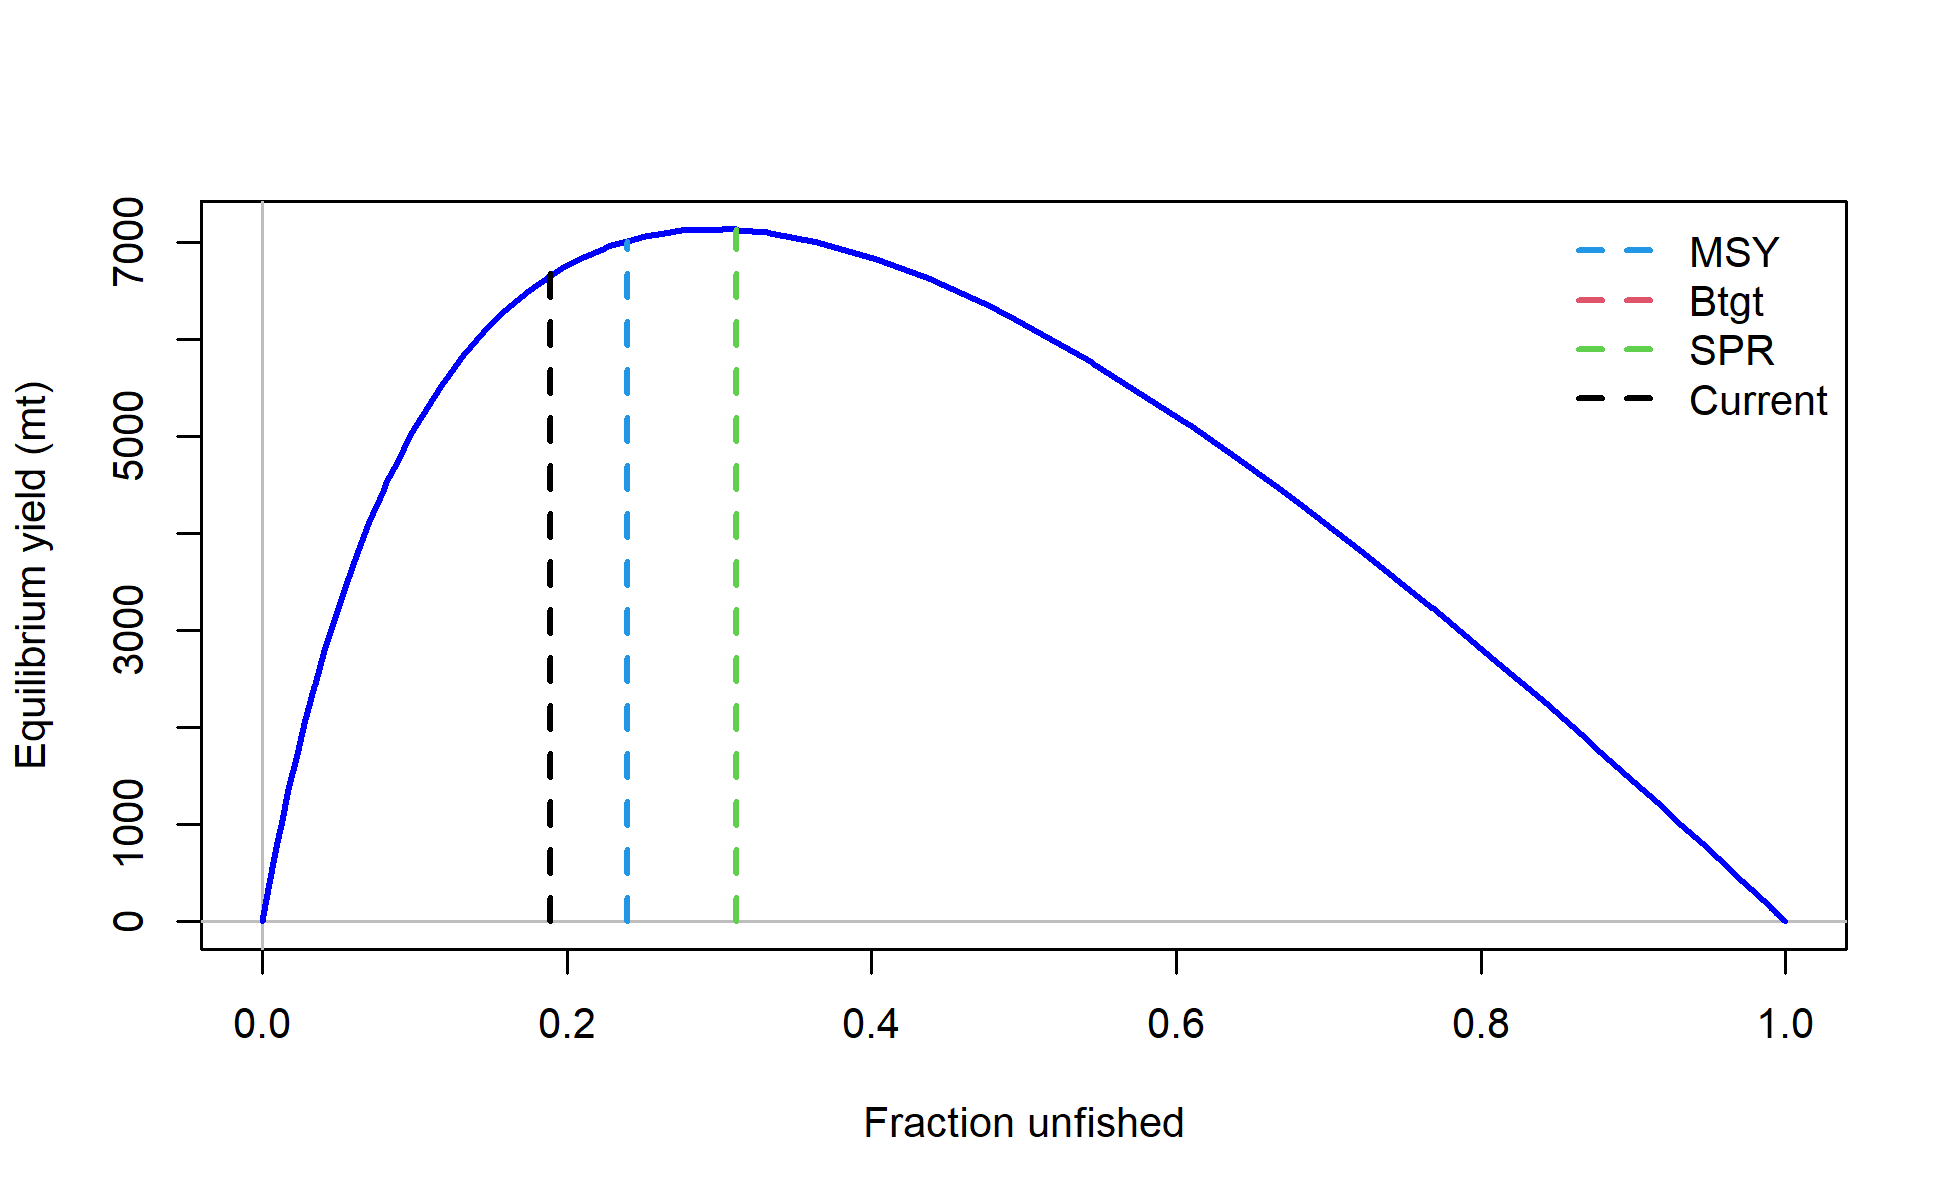 Equilibrium yield (mt)
7000
5000
3000
1000
0
MSY
Btgt
SPR
Current
0.0 0.2 0.4 0.6 0.8 1.0
Fraction unfished